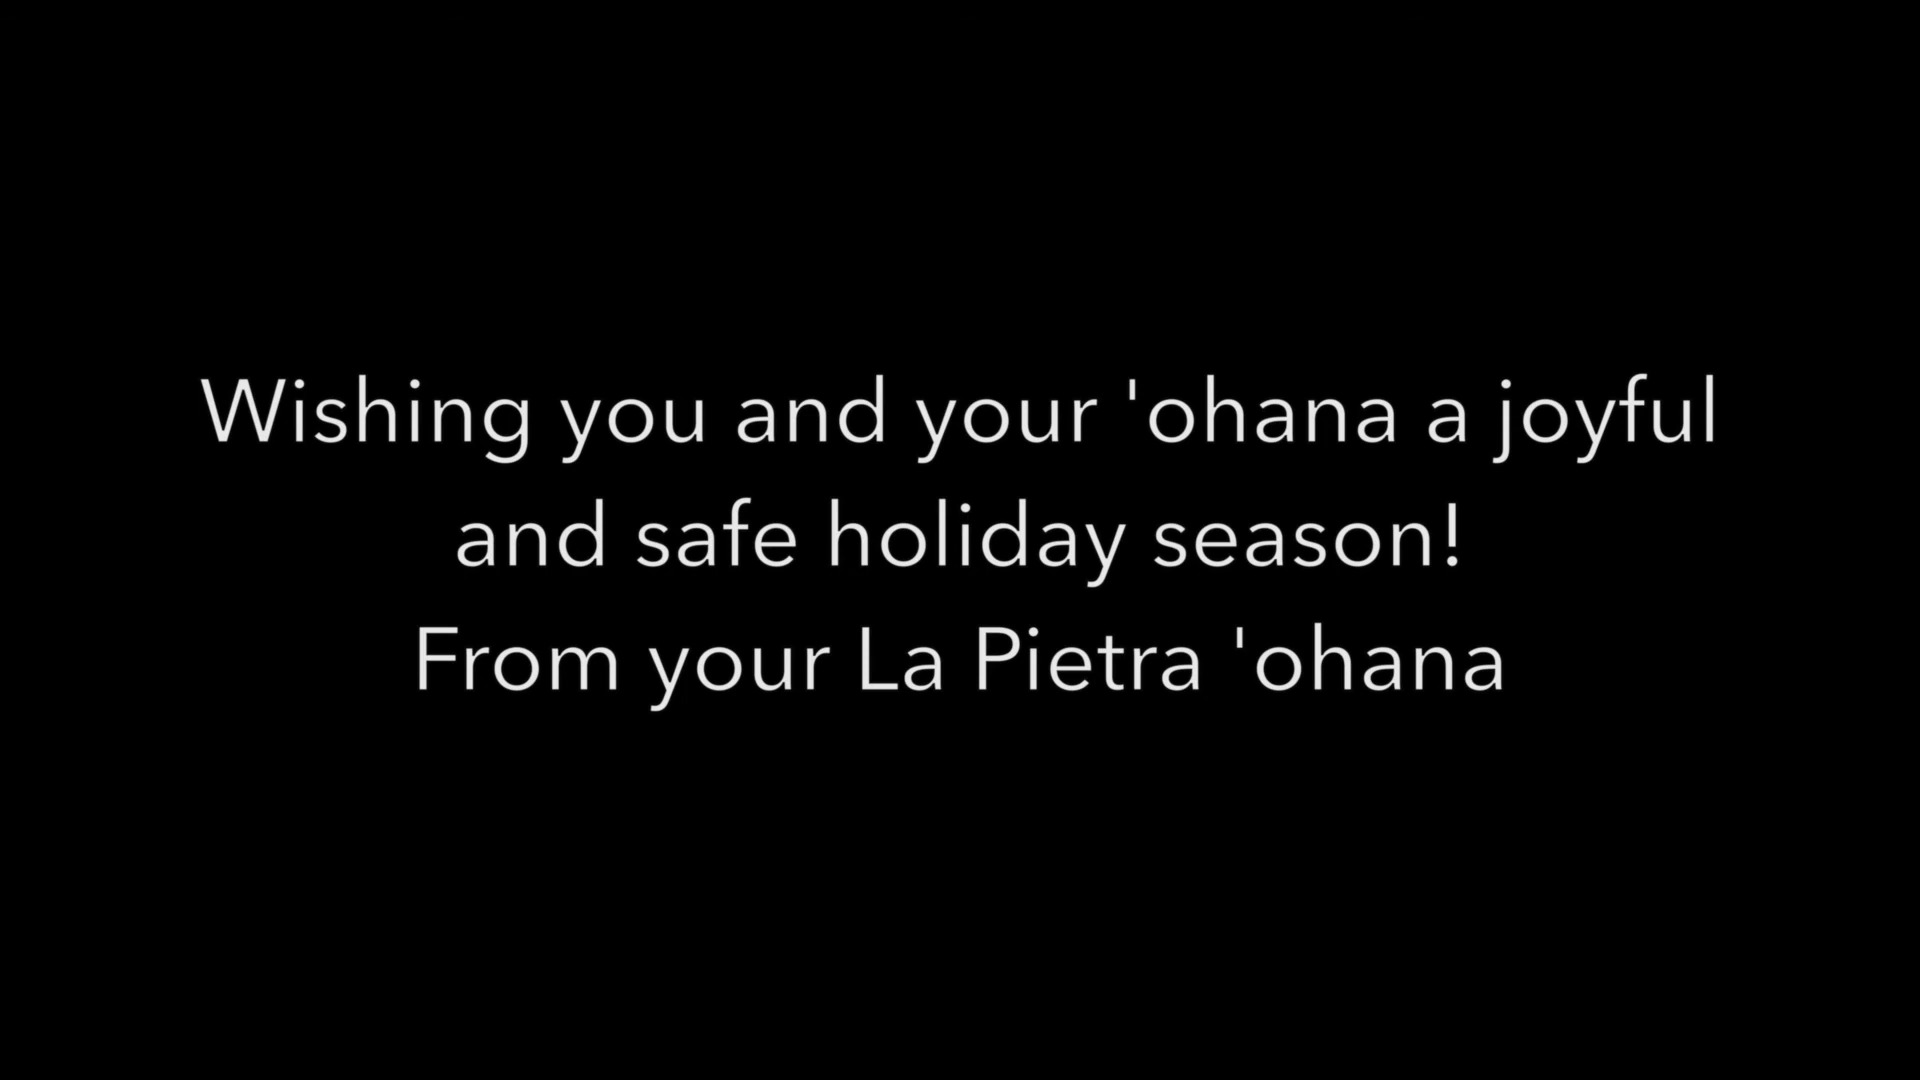 Wishing you and your 'ohana a joyful
and safe holiday season!
From your La Pietra 'ohana